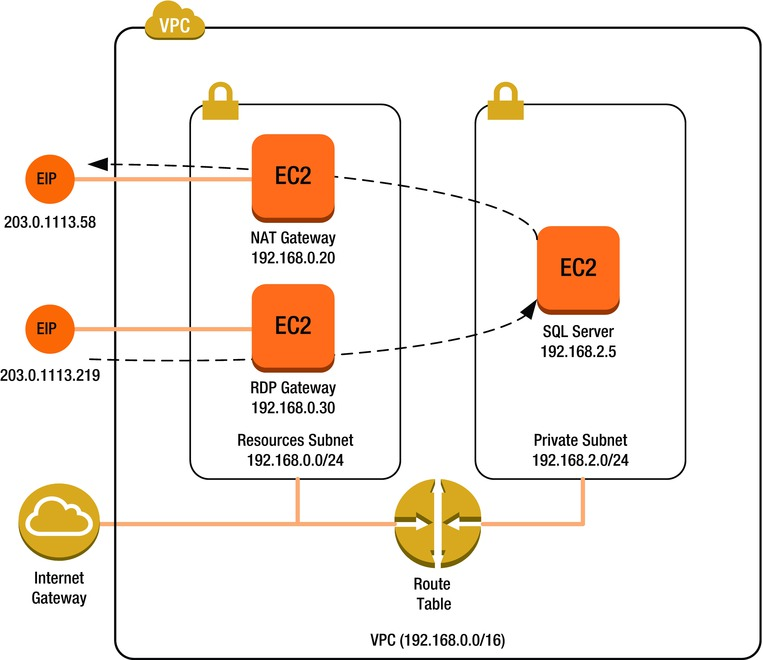 VPC
EC2
EIP
203.0.1113.58
NAT Gateway
192.168.0.20
EC2
SQL Server
192.168.2.5
EC2
EIP
203.0.1113.219
RDP Gateway
192.168.0.30
Resources Subnet
192.168.0.0/24
Private Subnet
192.168.2.0/24
Internet
Gateway
Route
Table
VPC (192.168.0.0/16)